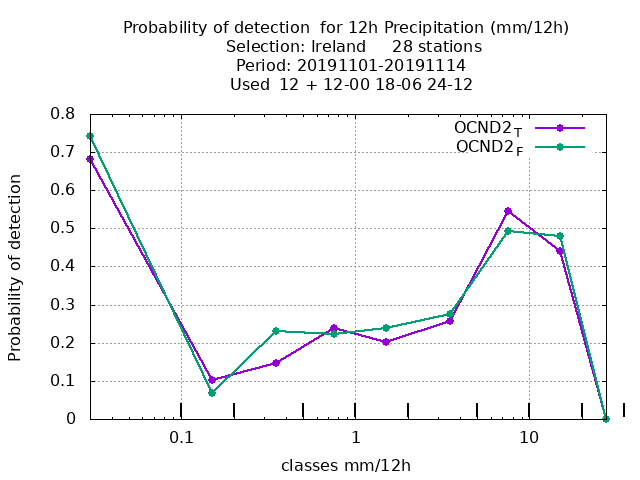 Probability of detection  for 12h Precipitation (mm/12h)
Selection: Ireland     28 stations
Period: 20191101-20191114
Used  12 + 12-00 18-06 24-12
OCND2T
OCND2F
0.8
0.7
0.6
0.5
0.4
0.3
0.2
0.1
0
Probability of detection
0.1 1 10
classes mm/12h